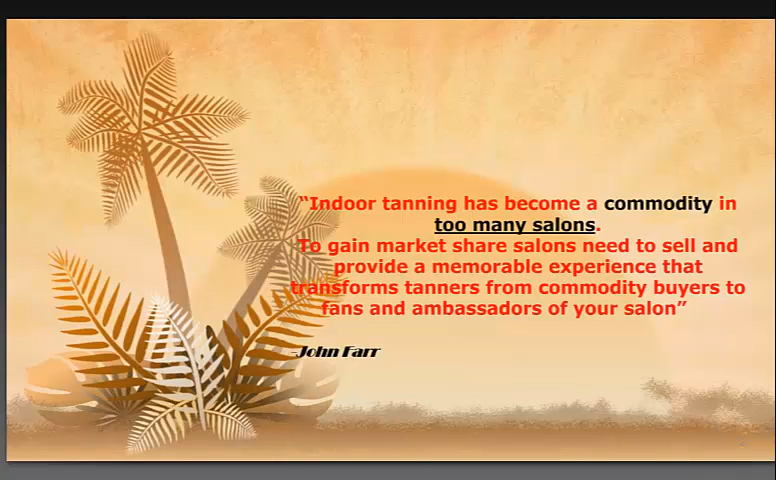 “Indoor tanning has become a commodity in
too many salons.
To gain market share salons need to sell and
provide a memorable experience that
transforms tanners from commodity buyers to
fans and ambassadors of your salon”
-John Farr